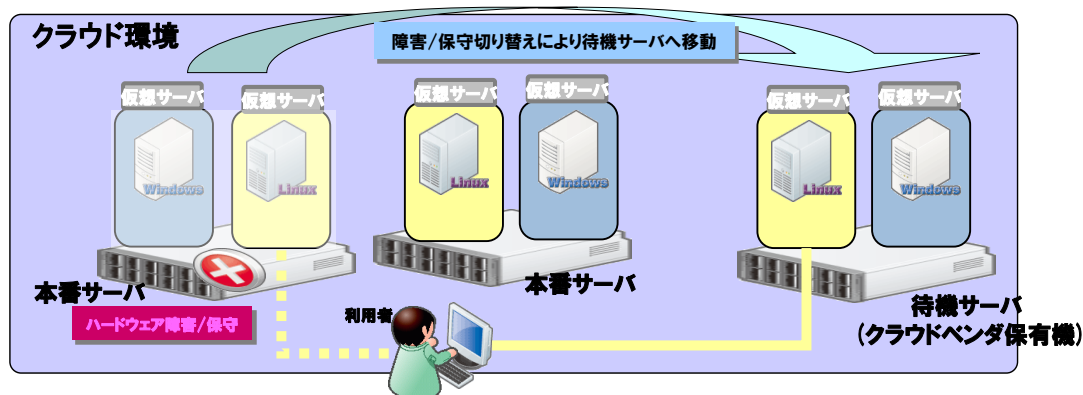 クラウド環境
障害/保守切り替えにより待機サーバへ移動
仮想サーバ
仮想サーバ
仮想サーバ
仮想サーバ
仮想サーバ
仮想サーバ
Windows
Linux
Linux
Windows
Linux
Windows
本番サーバ
本番サーバ
ハードウェア障害/保守
利用者
待機サーバ
(クラウドベンダ保有機)